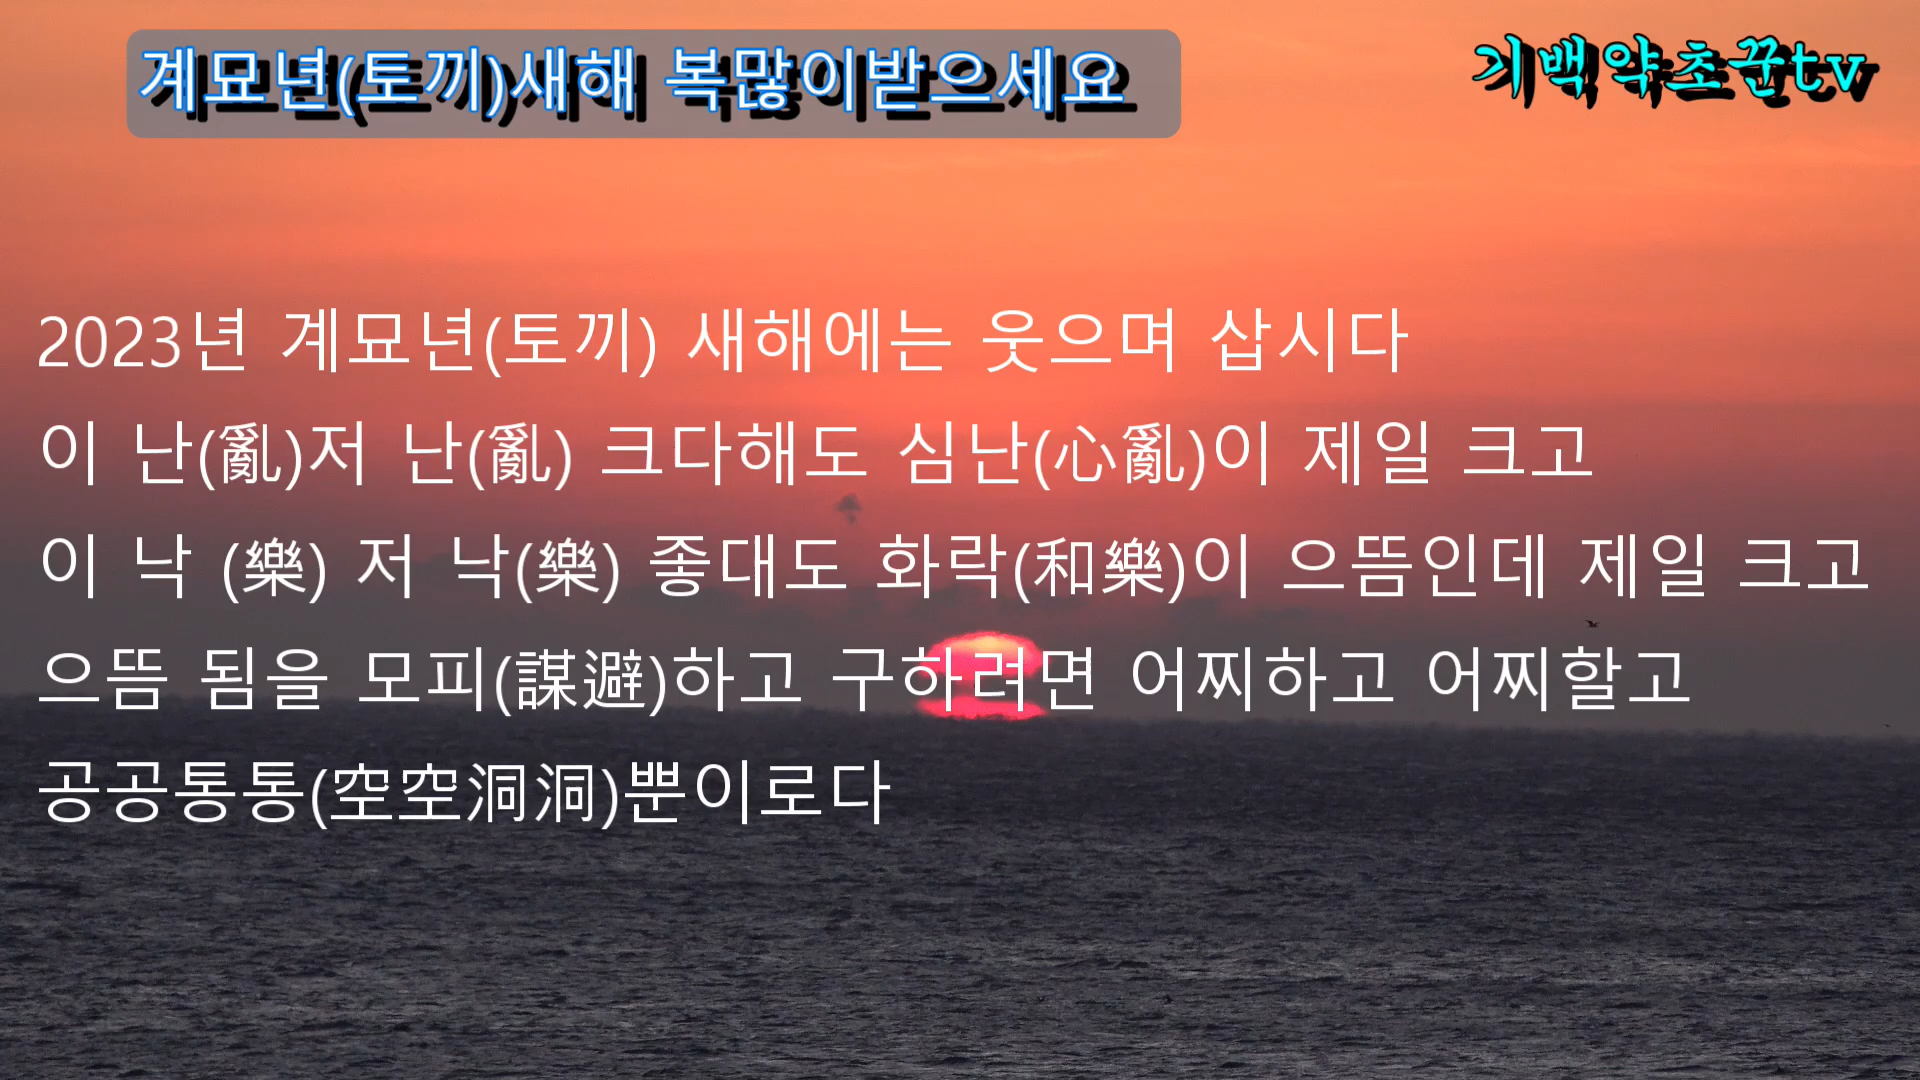 계묘년(토끼)새해 복많이받으세요
기백약초꾼tv
2023년 계묘년(토끼) 새해에는 웃으며 삽시다
이 난(亂)저 난(亂) 크다해도 심난(心亂)이 제일 크고
이 낙 (樂) 저 낙(樂) 좋대도 화락(和樂)이 으뜸인데 제일 크고
으뜸 됨을 모피(謀避)하고 구하려면 어찌하고 어찌할고
공공통통(空空洞洞)뿐이로다